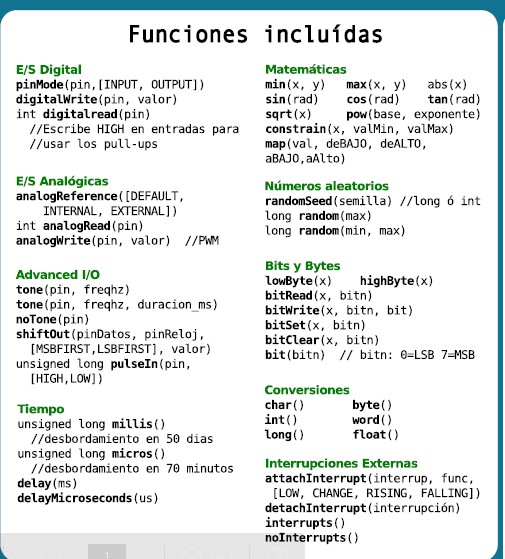 Funciones incluídas
E/S Digital
pinMode(pin,[INPUT, OUTPUT])
digitalWrite(pin, valor)
int digitalread(pin)
//Escribe HIGH en entradas para
//usar los pull-ups
E/S Analógicas
analogReference([DEFAULT,
INTERNAL, EXTERNAL])
int analogRead(pin)
analogWrite(pin, valor) //PWM
Advanced I/O
tone(pin, freqhz)
tone(pin, freqhz, duracion_ms)
noTone(pin)
shiftOut(pinDatos, pinReloj,
[MSBFIRST,LSBFIRST], valor)
unsigned long pulseIn(pin,
[HIGH,LOW])
Tiempo
unsigned long millis()
//desbordamiento en 50 dias
unsigned long micros()
//desbordamiento en 70 minutos
delay(ms)
delayMicroseconds(us)
Matemáticas
min(x, y) max(x, y) abs(x)
sin(rad) cos(rad) tan(rad)
sqrt(x) pow(base, exponente)
constrain(x, valMin, valMax)
map(val, deBAJO, deALTO,
aBAJO,aAlto)
Números aleatorios
randomSeed(semilla) //long ó int
long random(max)
long random(min, max)
Bits y Bytes
lowByte(x) highByte(x)
bitRead(x, bitn)
bitWrite(x, bitn, bit)
bitSet(x, bitn)
bitClear(x, bitn)
bit(bitn) // bitn: 0=LSB 7=MSB
Conversiones
char() byte()
int() word()
long() float()
Interrupciones Externas
attachInterrupt(interrup, func,
[LOW, CHANGE, RISING, FALLING])
detachInterrupt(interrupción)
interrupts()
noInterrupts()
1